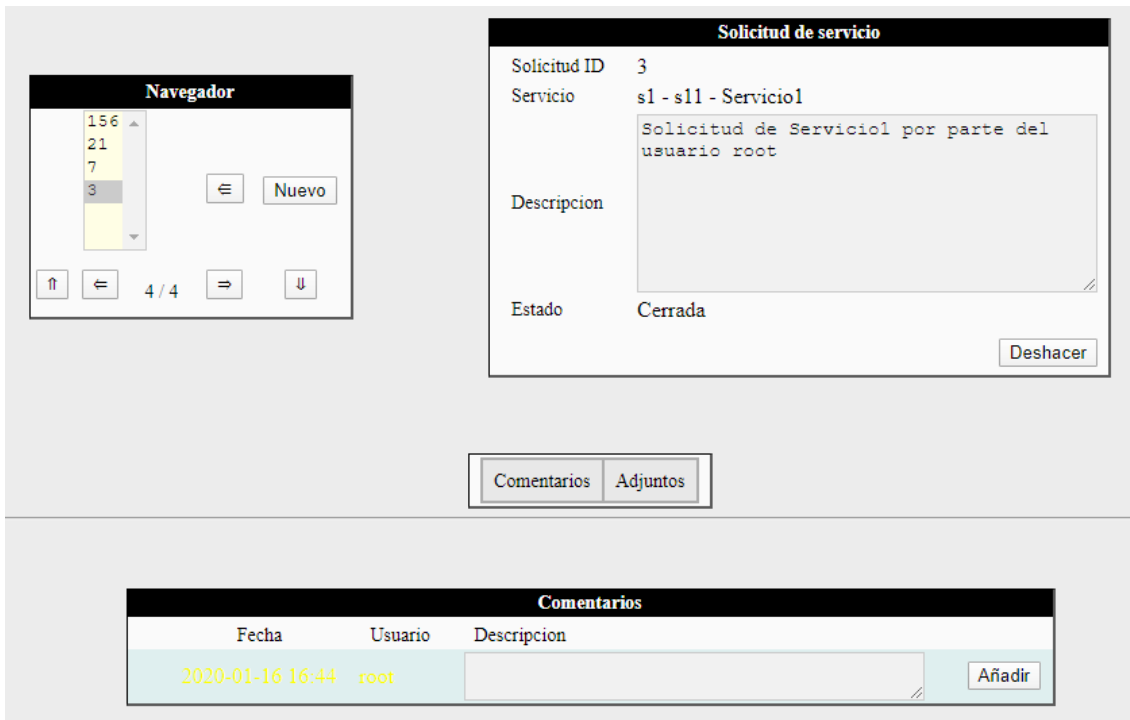 Navegador
156
21
7
3
∈ Nuevo
⇑ ⇐ 4 / 4 ⇒ ⇓
Solicitud de servicio
Solicitud ID 3
Servicio s1 - s11 - Servicio1
Descripcion
Solicitud de Servicio1 por parte del
usuario root
Estado Cerrada
Deshacer
Comentarios Adjuntos
Comentarios
Fecha Usuario Descripcion
2020-01-16 16:44 root Añadir